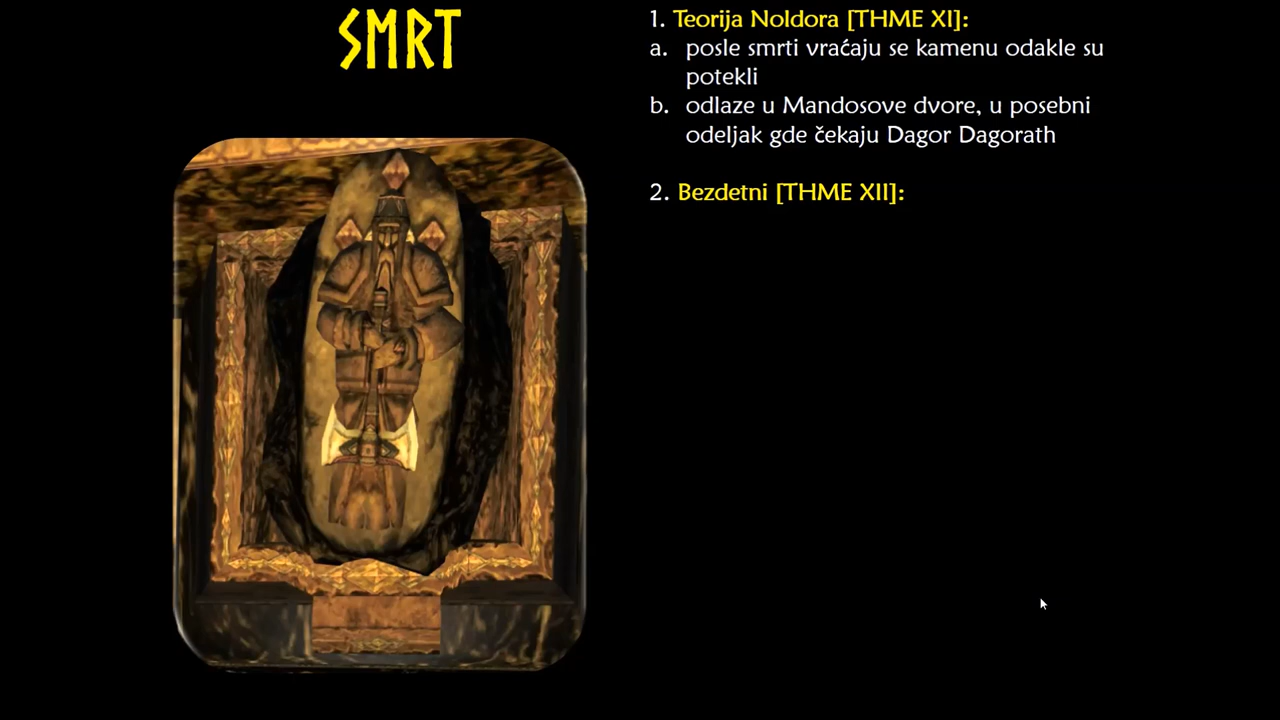 SMRT
1. Teorija Noldora [THME XI]:
a. posle smrti vraćaju se kamenu odakle su
potekli
b. odlaze u Mandosove dvore, u posebni
odeljak gde čekaju Dagor Dagorath
2. Bezdetni [THME XII]: